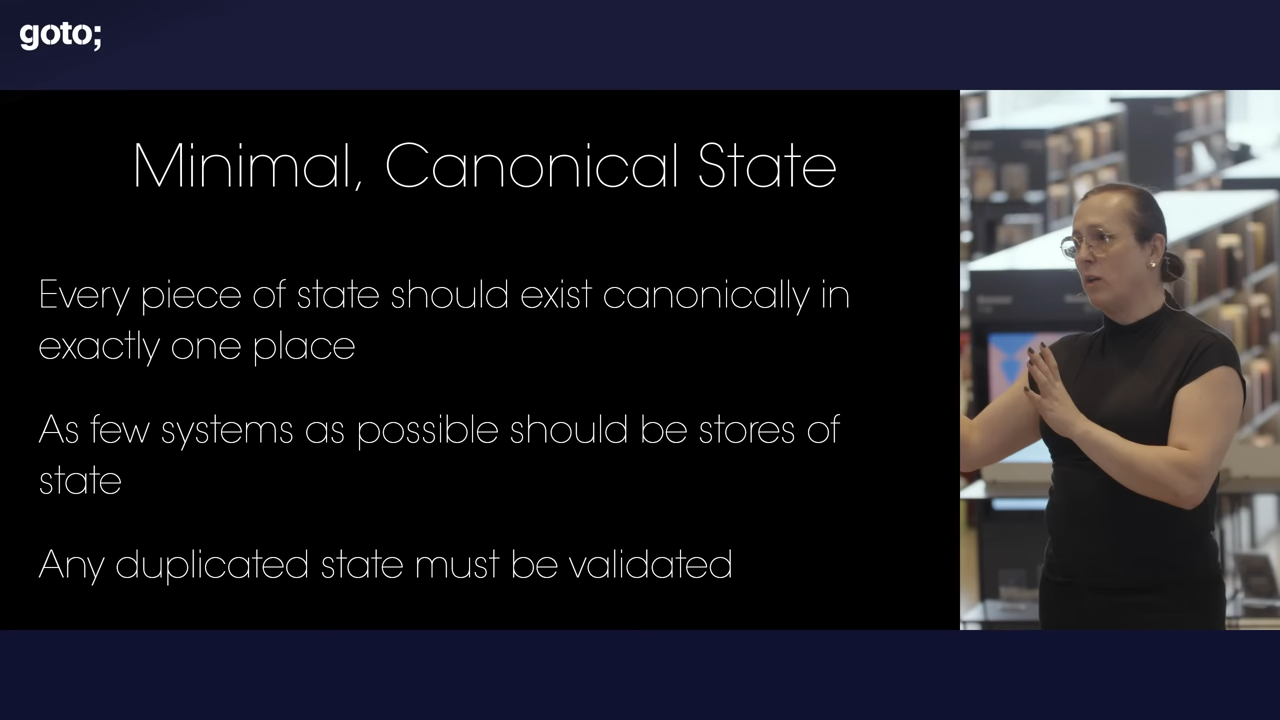 goto;
Minimal, Canonical State
Every piece of state should exist canonically in
exactly one place
As few systems as possible should be stores of
state
Any duplicated state must be validated